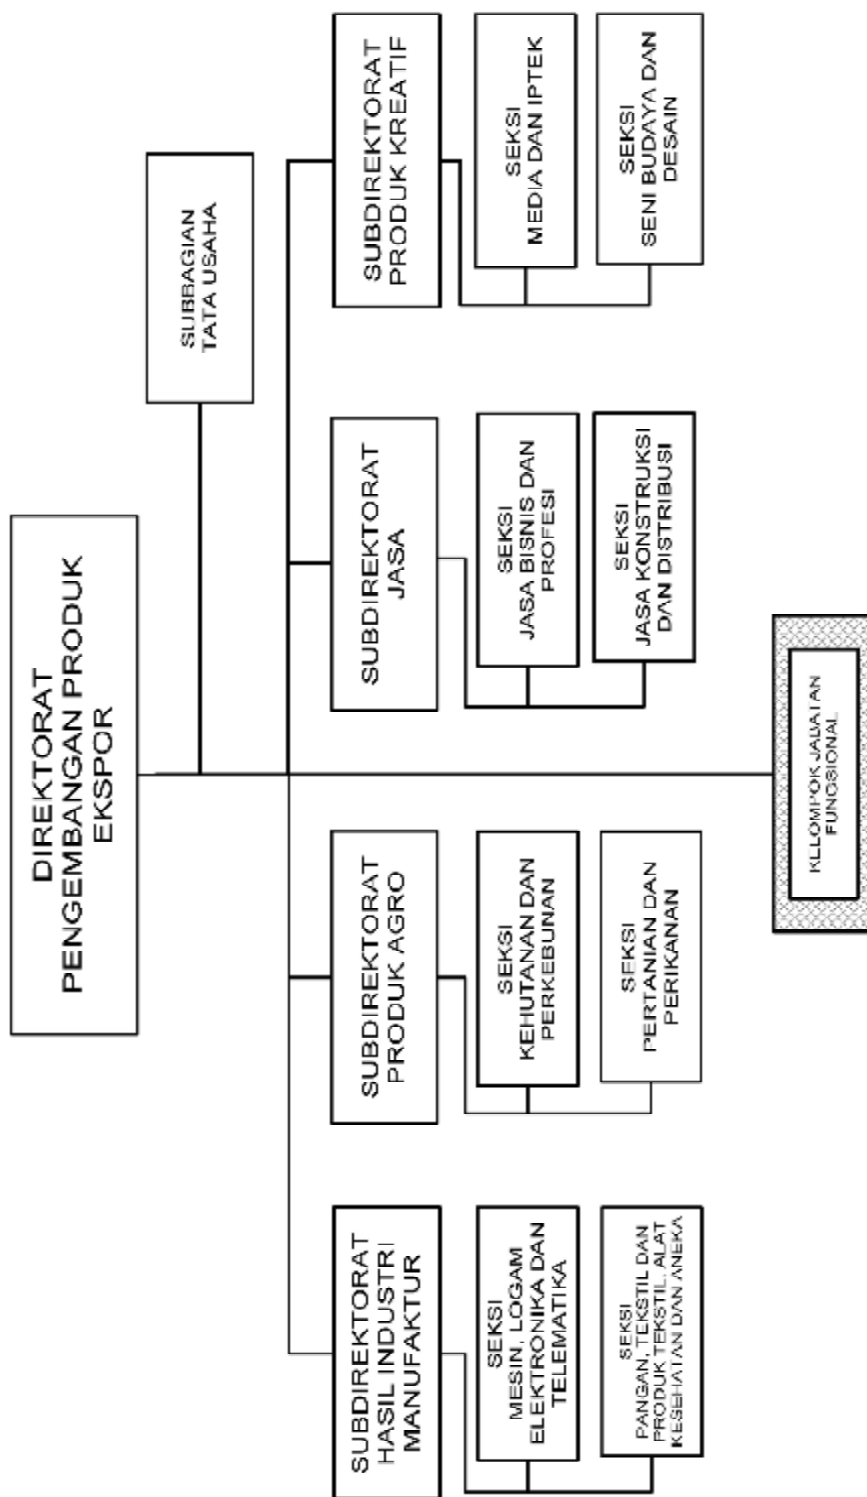 DIREKTORAT
PENGEMBANGAN PRODUK
EKSPOR
SUBBAGIAN
TATA USAHA
SUBDIREKTORAT
HASIL INDUSTRI
MANUFAKTUR
SEKSI
MESIN, LOGAM
ELEKTRONIKA DAN
TELEMATIKA
SEKSI
PANGAN, TEKSTIL DAN
PRODUK TEKSTIL, ALAT
KESEHATAN DAN ANEKA
SUBDIREKTORAT
PRODUK AGRO
SEKSI
KEHUTANAN DAN
PERKEBUNAN
SEKSI
PERTANIAN DAN
PERIKANAN
SUBDIREKTORAT
JASA
SEKSI
JASA BISNIS DAN
PROFESI
SEKSI
JASA KONSTRUKSI
DAN DISTRIBUSI
SUBDIREKTORAT
PRODUK KREATIF
SEKSI
MEDIA DAN IPTEK
SEKSI
SENI BUDAYA DAN
DESAIN
KELOMPOK JABATAN
FUNGSIONAL